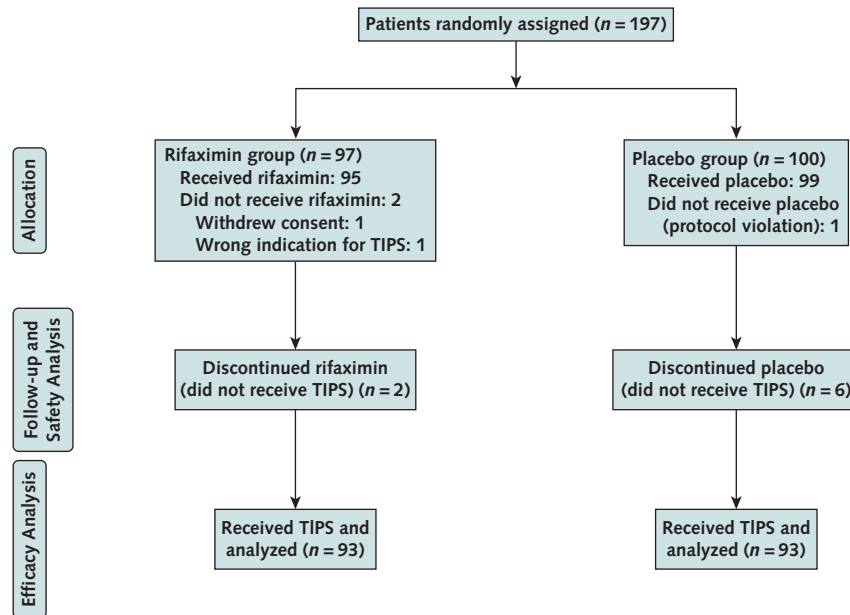 Patients randomly assigned (n = 197)
Allocation
Rifaximin group (n = 97)
Received rifaximin: 95
Did not receive rifaximin: 2
Withdrew consent: 1
Wrong indication for TIPS: 1
Placebo group (n = 100)
Received placebo: 99
Did not receive placebo
(protocol violation): 1
Follow-up and
Safety Analysis
Discontinued rifaximin
(did not receive TIPS) (n = 2)
Discontinued placebo
(did not receive TIPS) (n = 6)
Efficacy Analysis
Received TIPS and
analyzed (n = 93)
Received TIPS and
analyzed (n = 93)